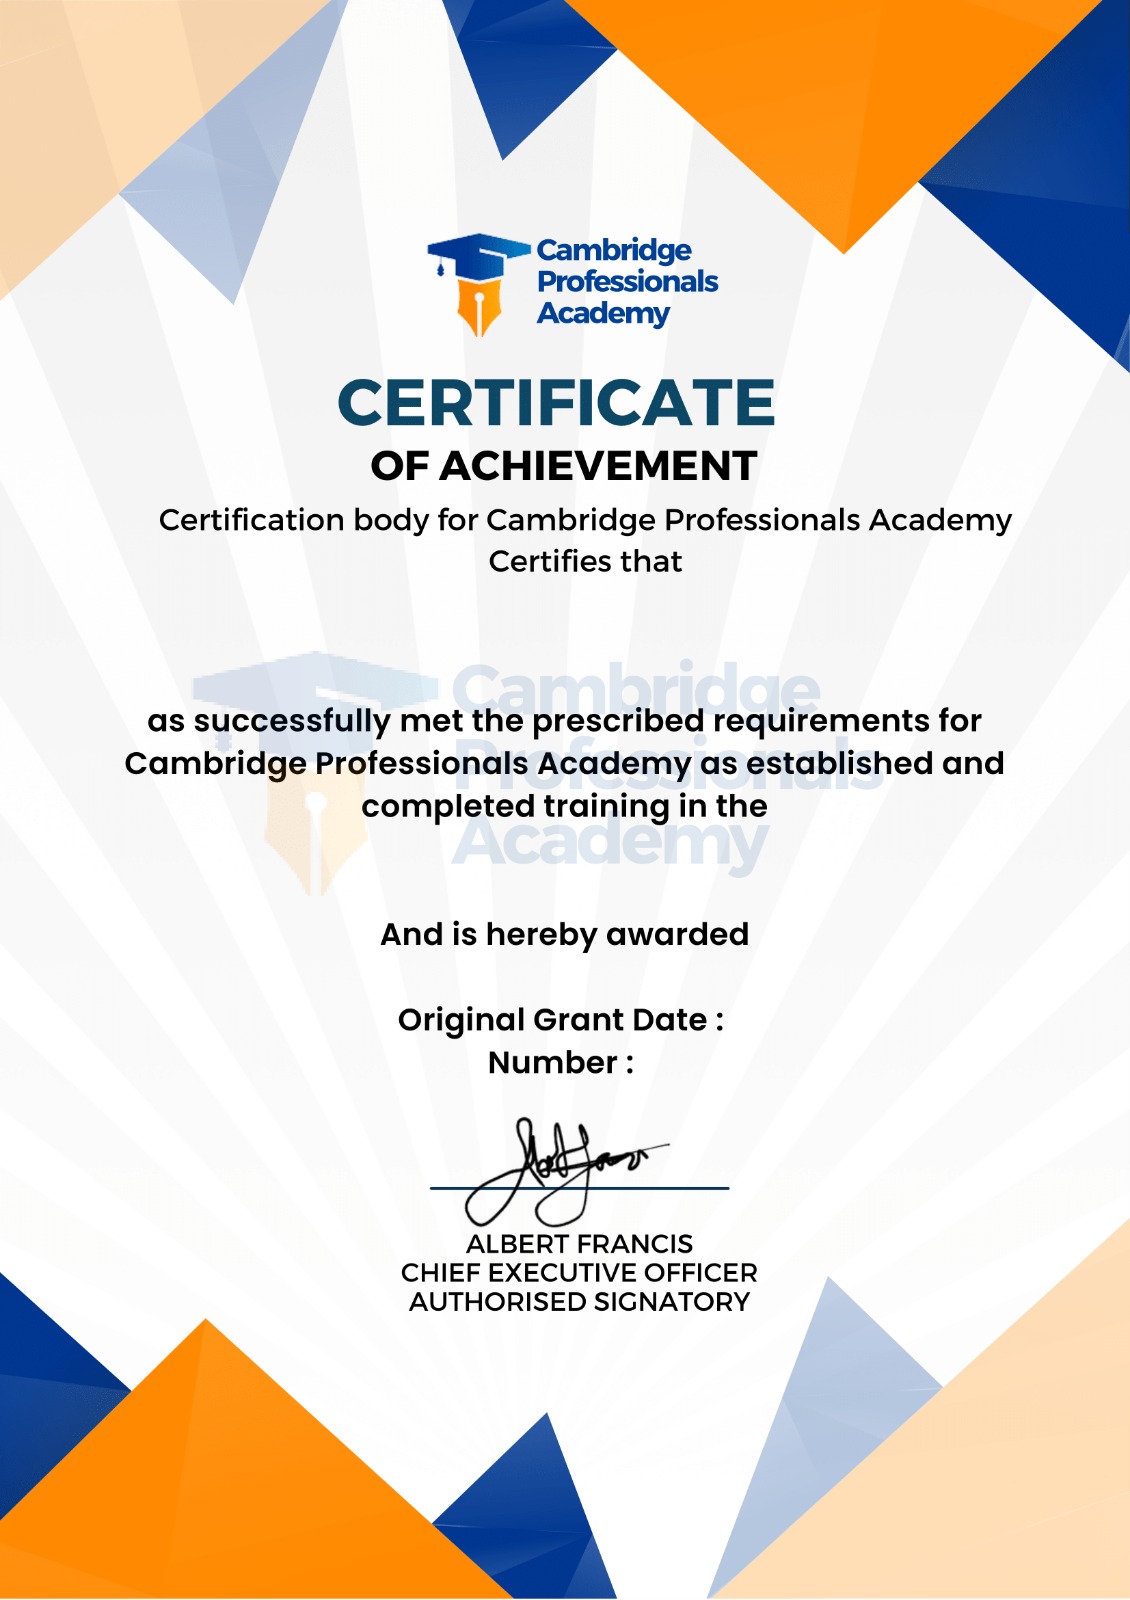 Cambridge
Professionals
Academy
CERTIFICATE
OF ACHIEVEMENT
Certification body for Cambridge Professionals Academy
Certifies that
Cambridge
as successfully met the prescribed requirements for
Professionals
Cambridge Professionals Academy as established and
completed training in the
Academy
And is hereby awarded
Original Grant Date :
Number :
ALBERT FRANCIS
CHIEF EXECUTIVE OFFICER
AUTHORISED SIGNATORY